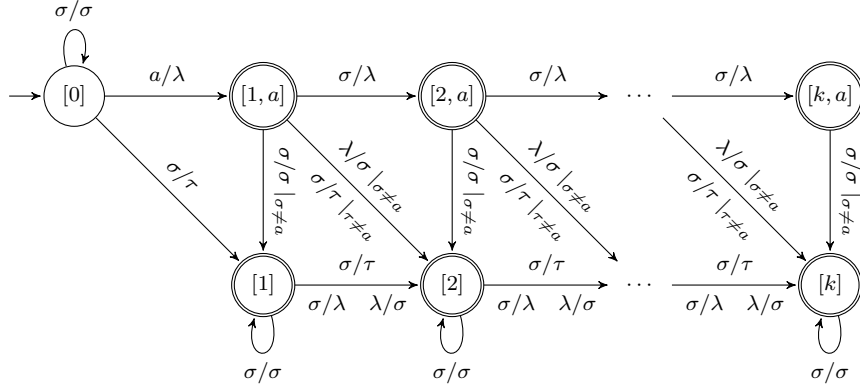 σ/σ
[0]
a/λ
[1, a]
σ/λ
[2, a]
σ/λ
···
σ/λ
[k, a]
σ/τ
σ/σ |σ≠a
λ/σ |σ≠a
σ/τ |τ≠a
σ/σ |σ≠a
λ/σ |σ≠a
σ/τ |τ≠a
λ/σ |σ≠a
σ/τ |τ≠a
σ/σ |σ≠a
[1]
σ/τ
σ/λ λ/σ
[2]
σ/τ
σ/λ λ/σ
···
σ/τ
σ/λ λ/σ
[k]
σ/σ
σ/σ
σ/σ